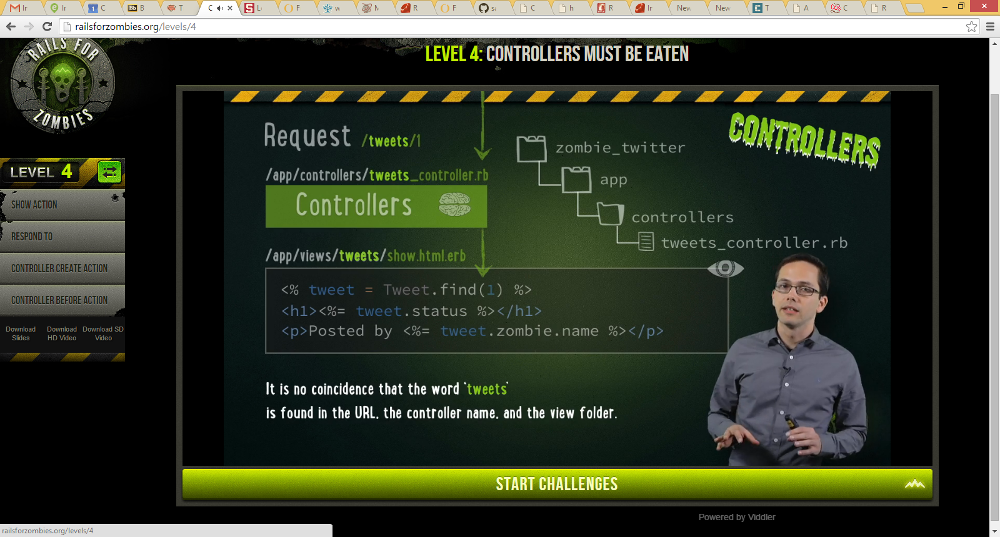 Ir
Ir
1 C
Bb B
T
C
S L
F
w
M
R
F
sa
C
h
R
Ir
New
New
T
A
C
R
railsforzombies.org/levels/4
RAILS FOR
ZOMBIES
LEVEL 4: CONTROLLERS MUST BE EATEN
LEVEL 4
SHOW ACTION
RESPOND TO
CONTROLLER CREATE ACTION
CONTROLLER BEFORE ACTION
Download Slides
Download HD Video
Download SD Video
CONTROLLERS
Request /tweets/1
/app/controllers/tweets_controller.rb
Controllers
zombie_twitter
app
controllers
tweets_controller.rb
/app/views/tweets/show.html.erb
<% tweet = Tweet.find(1) %>
<h1><%= tweet.status %></h1>
<p>Posted by <%= tweet.zombie.name %></p>
It is no coincidence that the word 'tweets'
is found in the URL, the controller name, and the view folder.
START CHALLENGES
Powered by Viddler
railsforzombies.org/levels/4